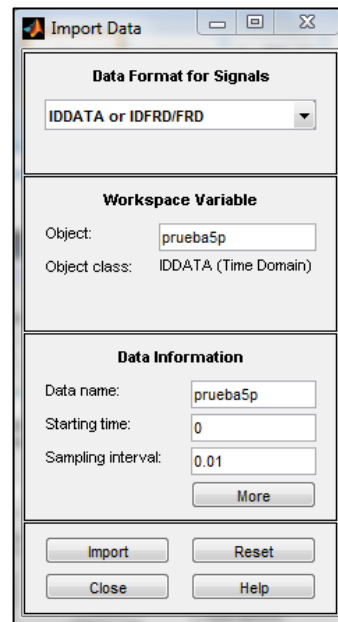 Import Data
Data Format for Signals
IDDATA or IDFRD/FRD
Workspace Variable
Object: prueba5p
Object class: IDDATA (Time Domain)
Data Information
Data name: prueba5p
Starting time: 0
Sampling interval: 0.01
More
Import Reset
Close Help